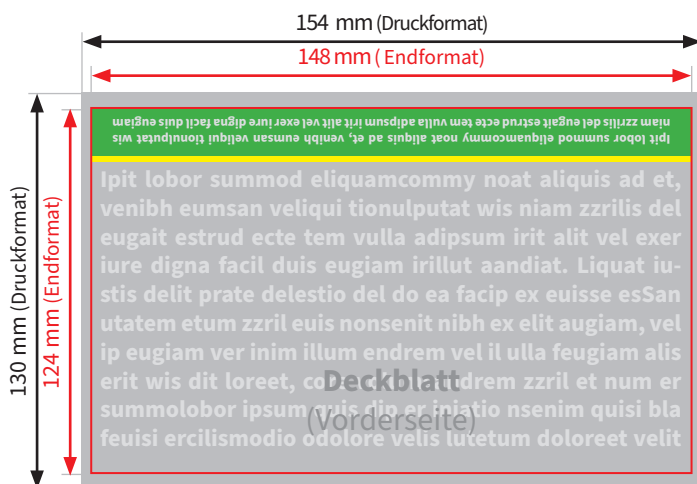 154 mm (Druckformat)
148 mm ( Endformat)
130 mm (Druckformat)
124 mm (Endformat)
Ipit lobor summod eliquamcommy noat aliquis ad et, venibh eumsan veliqui tionulputat wis
niam zzrilis del eugait estrud ecte tem vulla adipsum irit alit vel exer iure digna facil duis eugiam
Ipit lobor summod eliquamcommy noat aliquis ad et,
venibh eumsan veliqui tionulputat wis niam zzrilis del
eugait estrud ecte tem vulla adipsum irit alit vel exer
iure digna facil duis eugiam irillut aandiat. Liquat iu-
stis delit prate delestio del do ea facip ex euisse esSan
utatem etum zzril euis nonsenit nibh ex elit augiam, vel
ip eugiam ver inim illum endrem vel il ulla feugiam alis
erit wis dit loreet, zzril et num er
summolobor ipsum nsenim quisi bla
feuisi ercilismodio odolore velis lutetum doloreet velit
Deckblatt
(Vorderseite)